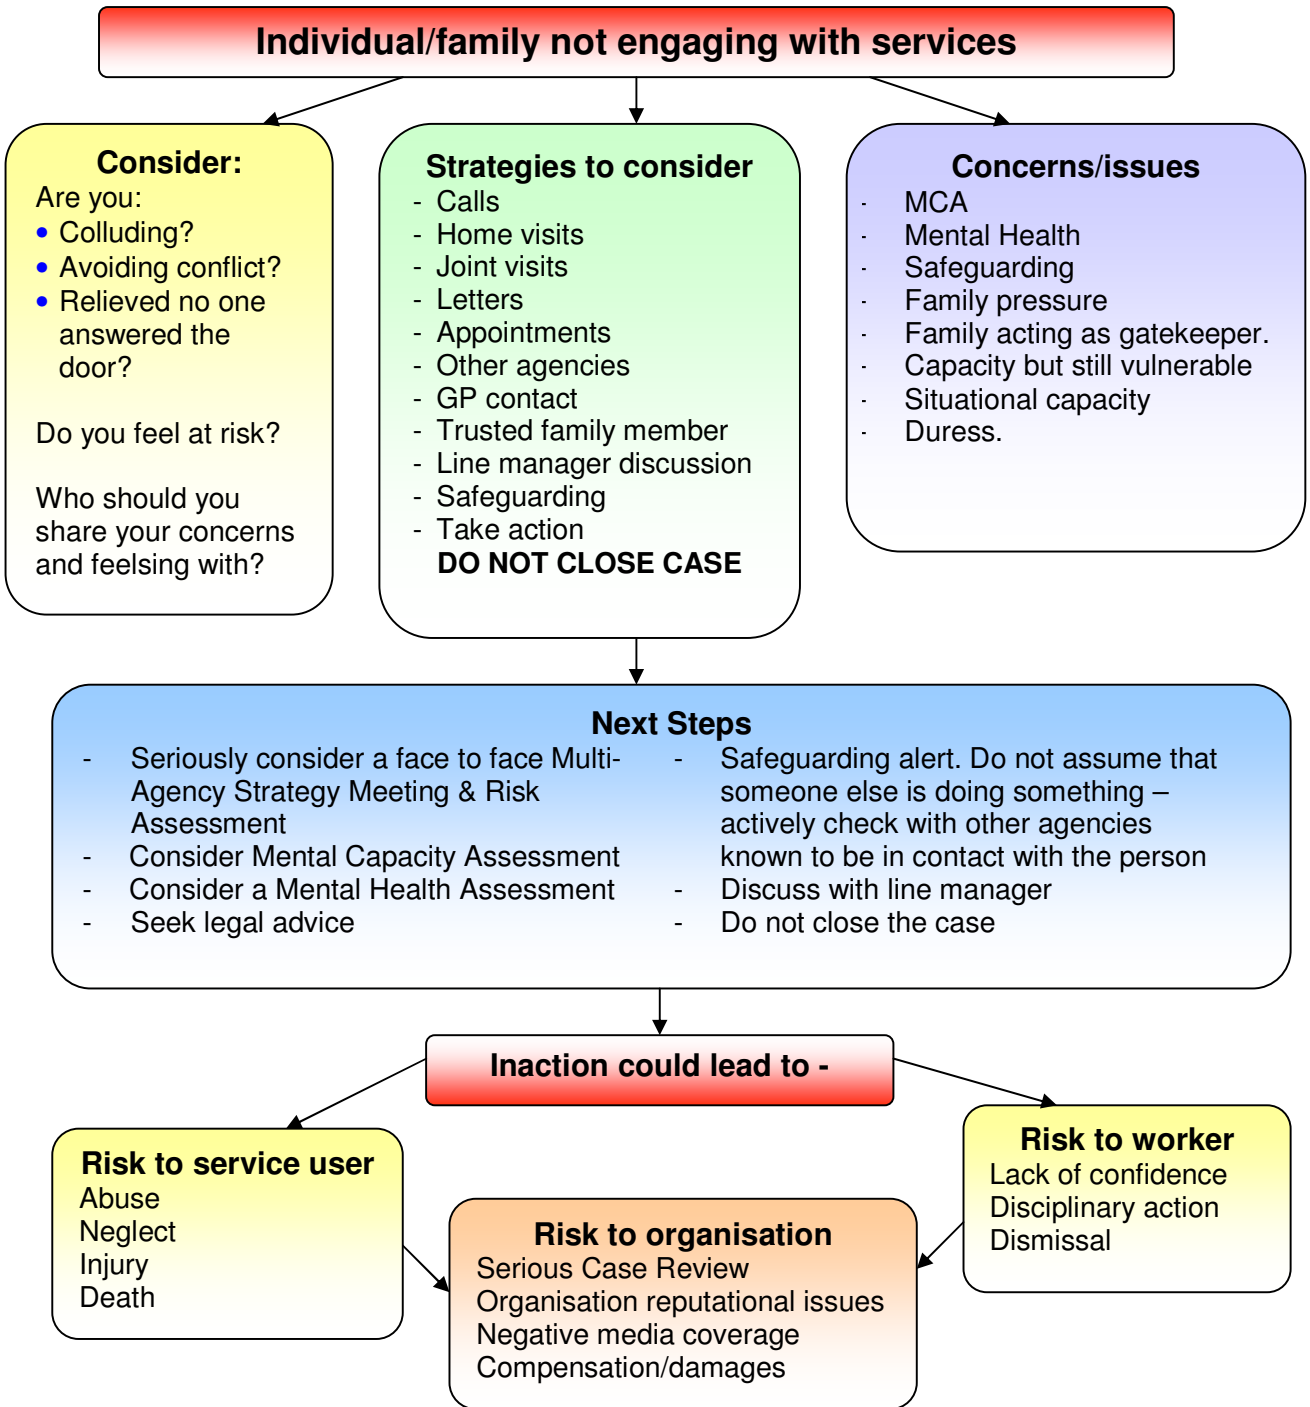 Individual/family not engaging with services
Consider:
Are you:
• Colluding?
• Avoiding conflict?
• Relieved no one
answered the
door?
Do you feel at risk?
Who should you
share your concerns
and feelsing with?
Strategies to consider
- Calls
- Home visits
- Joint visits
- Letters
- Appointments
- Other agencies
- GP contact
- Trusted family member
- Line manager discussion
- Safeguarding
- Take action
DO NOT CLOSE CASE
Concerns/issues
- MCA
- Mental Health
- Safeguarding
- Family pressure
- Family acting as gatekeeper.
- Capacity but still vulnerable
- Situational capacity
- Duress.
Next Steps
- Seriously consider a face to face Multi-
Agency Strategy Meeting & Risk
Assessment
- Consider Mental Capacity Assessment
- Consider a Mental Health Assessment
- Seek legal advice
- Safeguarding alert. Do not assume that
someone else is doing something –
actively check with other agencies
known to be in contact with the person
- Discuss with line manager
- Do not close the case
Inaction could lead to -
Risk to service user
Abuse
Neglect
Injury
Death
Risk to organisation
Serious Case Review
Organisation reputational issues
Negative media coverage
Compensation/damages
Risk to worker
Lack of confidence
Disciplinary action
Dismissal